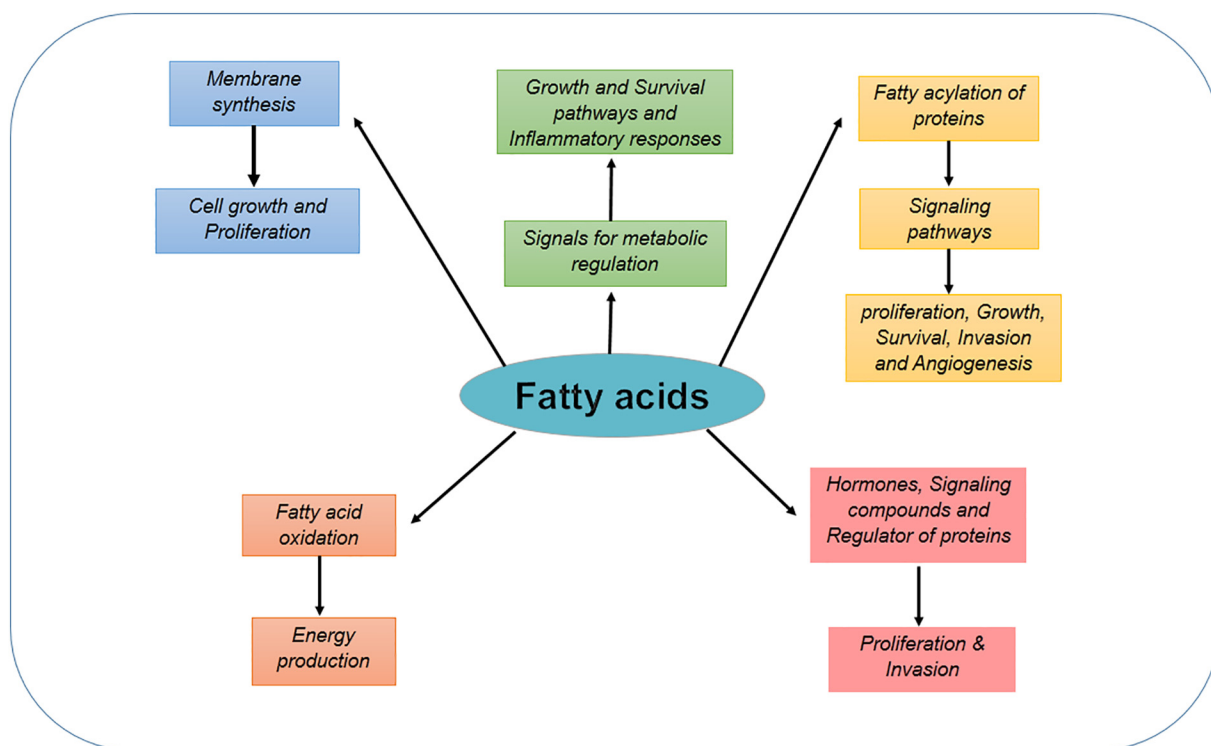 Membrane
synthesis
Cell growth and
Proliferation
Growth and Survival
pathways and
Inflammatory responses
Signals for metabolic
regulation
Fatty acylation of
proteins
Signaling
pathways
proliferation, Growth,
Survival, Invasion
and Angiogenesis
Fatty acids
Fatty acid
oxidation
Energy
production
Hormones, Signaling
compounds and
Regulator of proteins
Proliferation &
Invasion